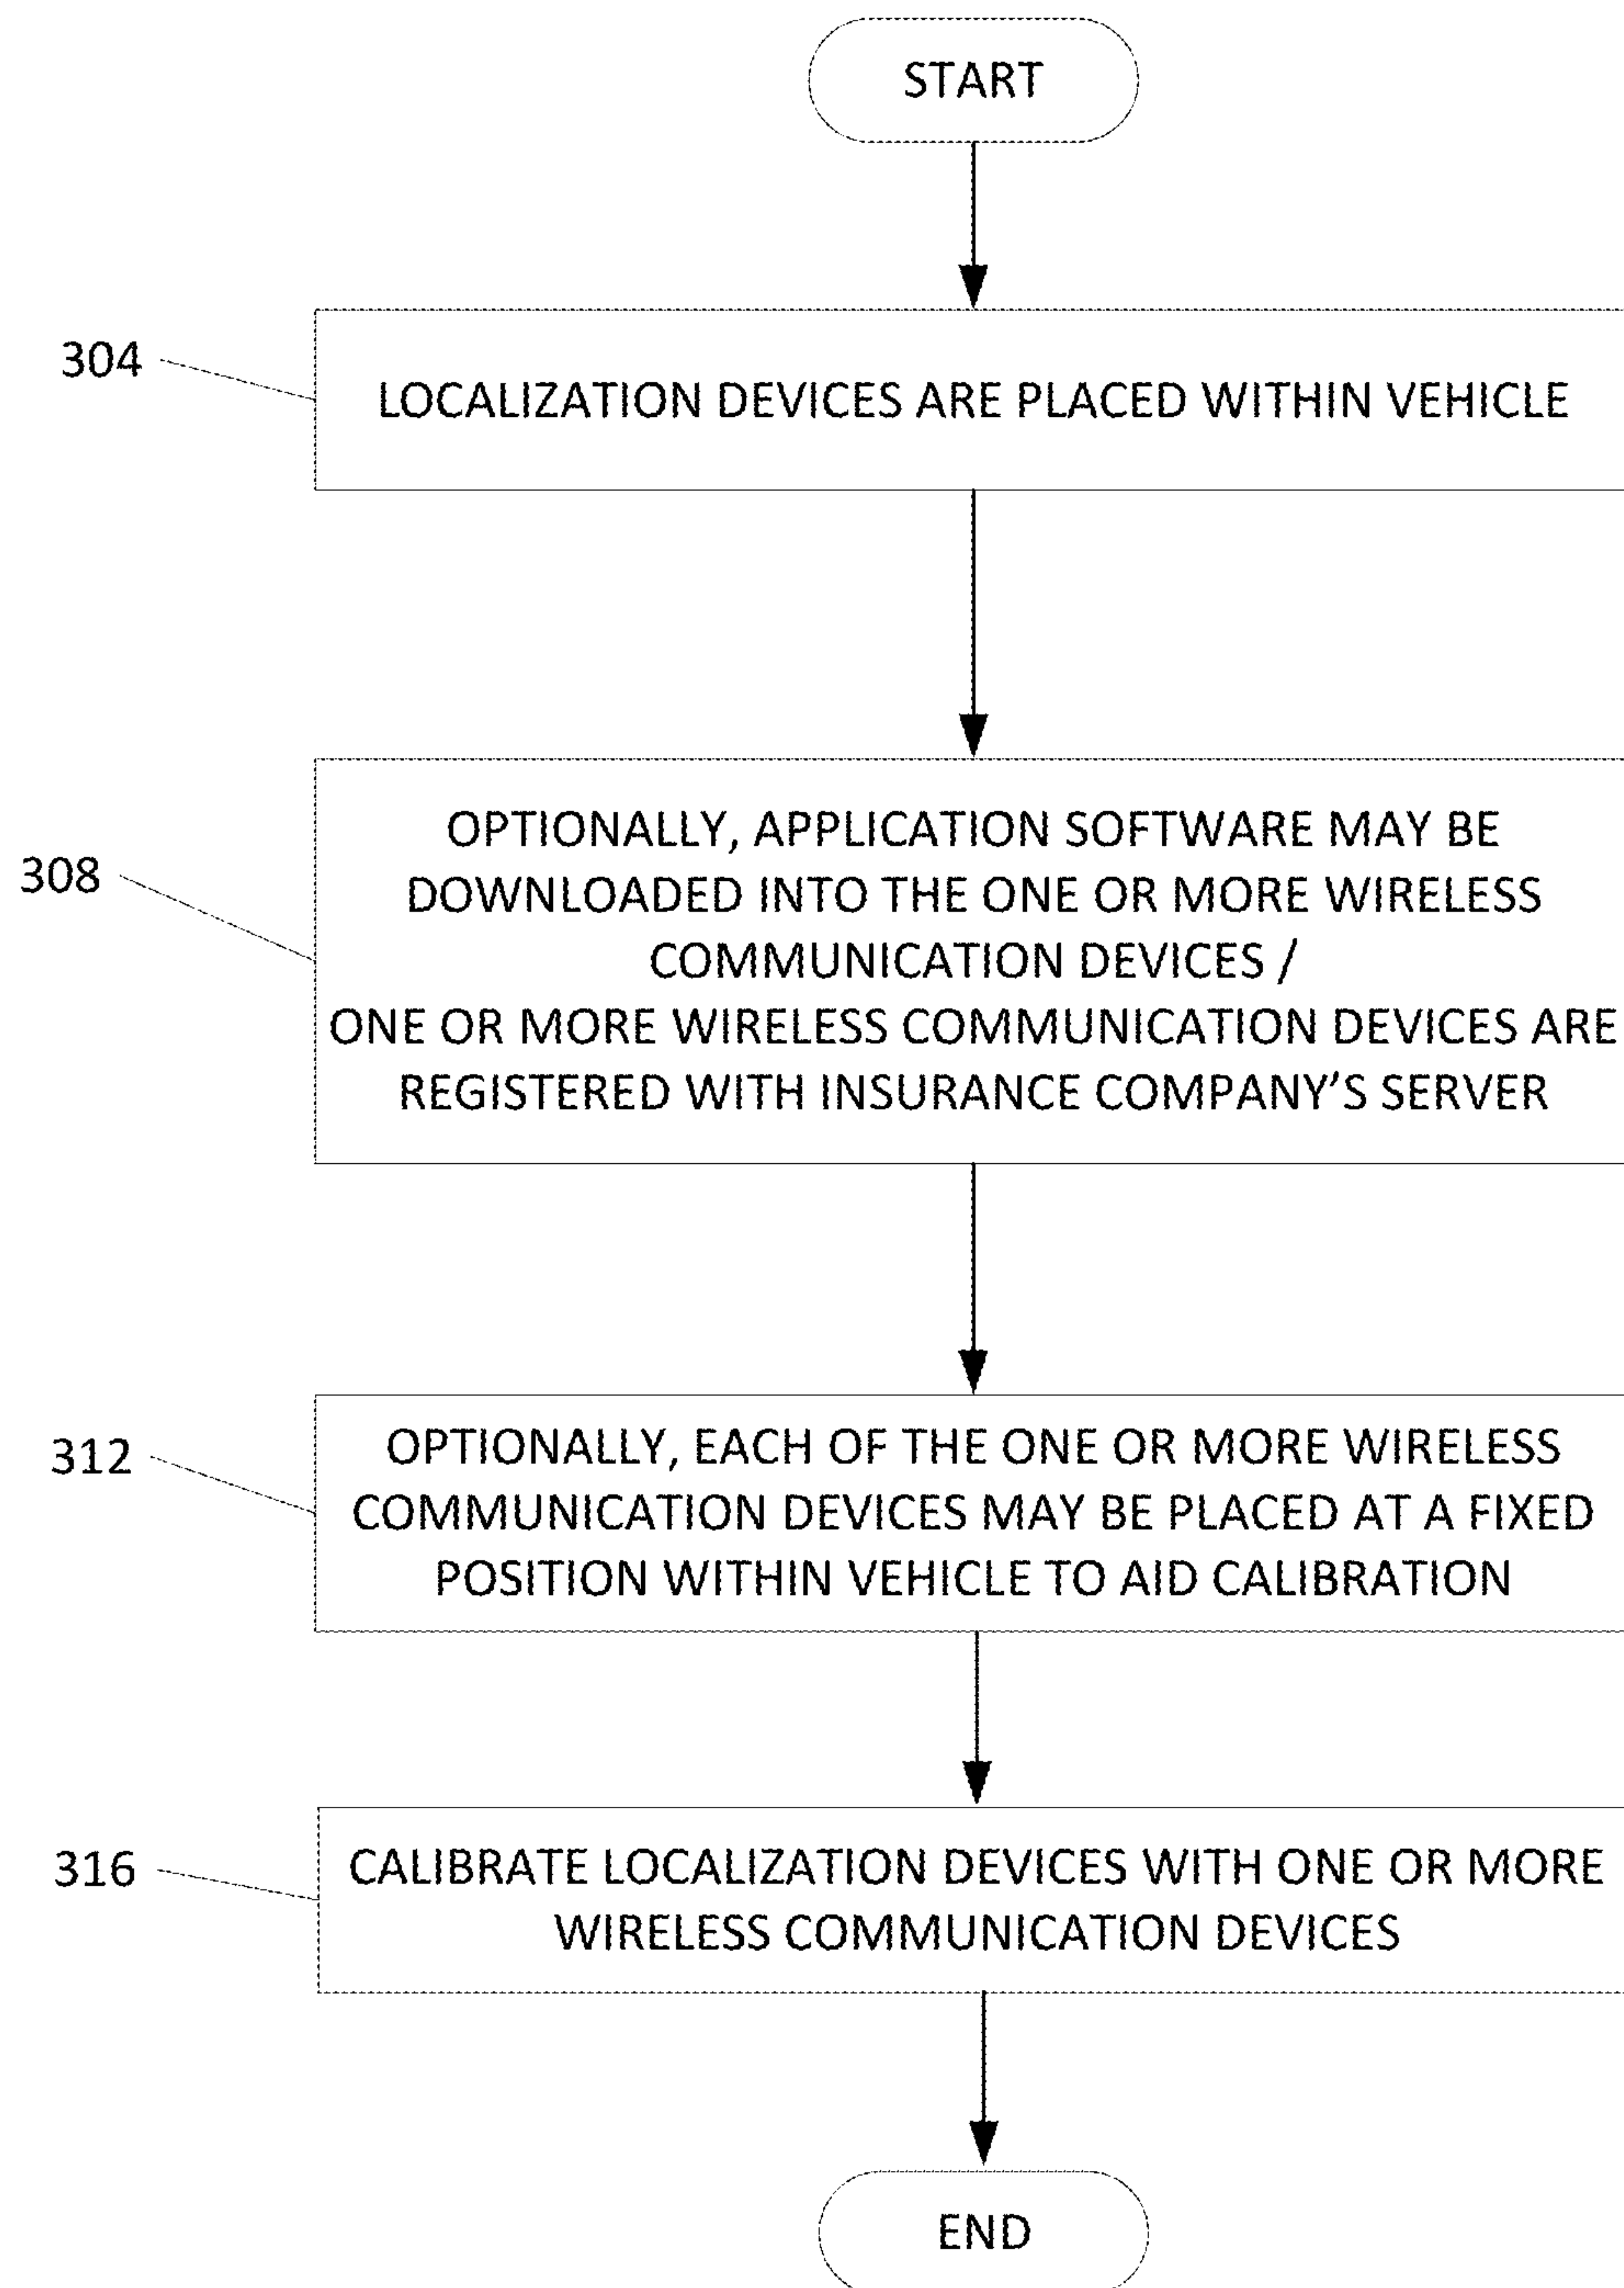 START
304
LOCALIZATION DEVICES ARE PLACED WITHIN VEHICLE
308
OPTIONALLY, APPLICATION SOFTWARE MAY BE
DOWNLOADED INTO THE ONE OR MORE WIRELESS
COMMUNICATION DEVICES /
ONE OR MORE WIRELESS COMMUNICATION DEVICES ARE
REGISTERED WITH INSURANCE COMPANY'S SERVER
312
OPTIONALLY, EACH OF THE ONE OR MORE WIRELESS
COMMUNICATION DEVICES MAY BE PLACED AT A FIXED
POSITION WITHIN VEHICLE TO AID CALIBRATION
316
CALIBRATE LOCALIZATION DEVICES WITH ONE OR MORE
WIRELESS COMMUNICATION DEVICES
END